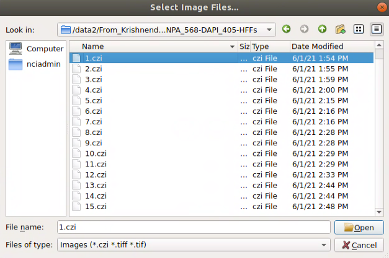 Select Image Files...
Look in: /data2/From_Krishnend...NPA_568-DAPI_405-HFFs
Computer
nciadmin
Name Siz Type Date Modified
1.czi ... czi File 6/1/21 1:54 PM
2.czi ... czi File 6/1/21 1:55 PM
3.czi ... czi File 6/1/21 1:59 PM
4.czi ... czi File 6/1/21 2:00 PM
5.czi ... czi File 6/1/21 2:15 PM
6.czi ... czi File 6/1/21 2:16 PM
7.czi ... czi File 6/1/21 2:16 PM
8.czi ... czi File 6/1/21 2:28 PM
9.czi ... czi File 6/1/21 2:28 PM
10.czi ... czi File 6/1/21 2:29 PM
11.czi ... czi File 6/1/21 2:29 PM
12.czi ... czi File 6/1/21 2:33 PM
13.czi ... czi File 6/1/21 2:44 PM
14.czi ... czi File 6/1/21 2:44 PM
15.czi ... czi File 6/1/21 2:48 PM
File name: 1.czi Open
Files of type: Images (*.czi *.tiff *.tif) Cancel